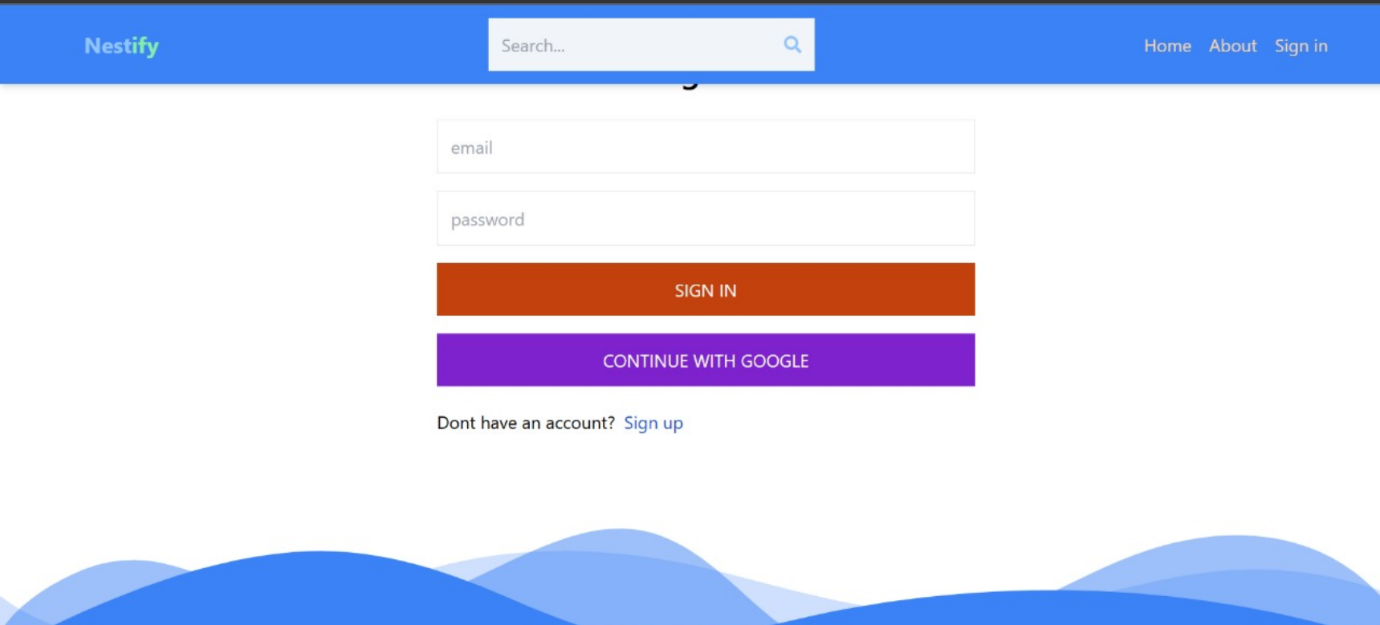 Nestify
Search...
Home About Sign in
email
password
SIGN IN
CONTINUE WITH GOOGLE
Dont have an account? Sign up